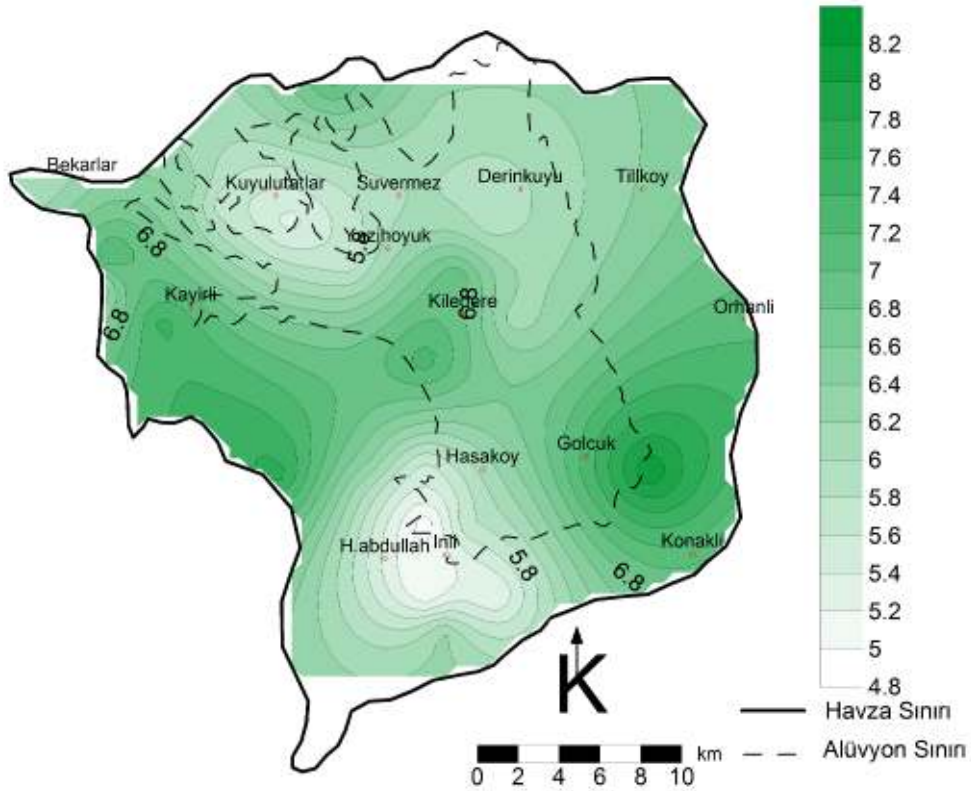 8.2
8
7.8
7.6
7.4
7.2
7
6.8
6.6
6.4
6.2
6
5.8
5.6
5.4
5.2
5
4.8
Bekarlar
Kuyulutatlar
Suvermez
Derinkuyu
Tillkoy
Yazihoyuk
5.8
6.8
Kayirli
Kiledere
6.8
Orhanli
6.8
Golcuk
Hasakoy
H.abdullah
Inli
Konakli
5.8
6.8
K
Havza Sınırı
km
Alüvyon Sınırı
0 2 4 6 8 10